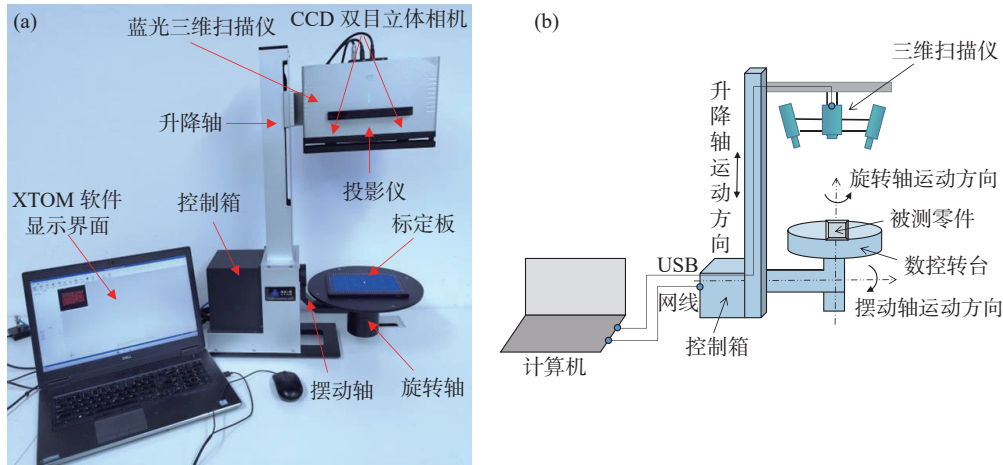 (a)
CCD 双目立体相机
蓝光三维扫描仪
升降轴
投影仪
XTOM 软件
显示界面
控制箱
标定板
摆动轴
旋转轴
DELL
(b)
三维扫描仪
升降轴运动方向
旋转轴运动方向
被测零件
数控转台
摆动轴运动方向
USB
网线
控制箱
计算机